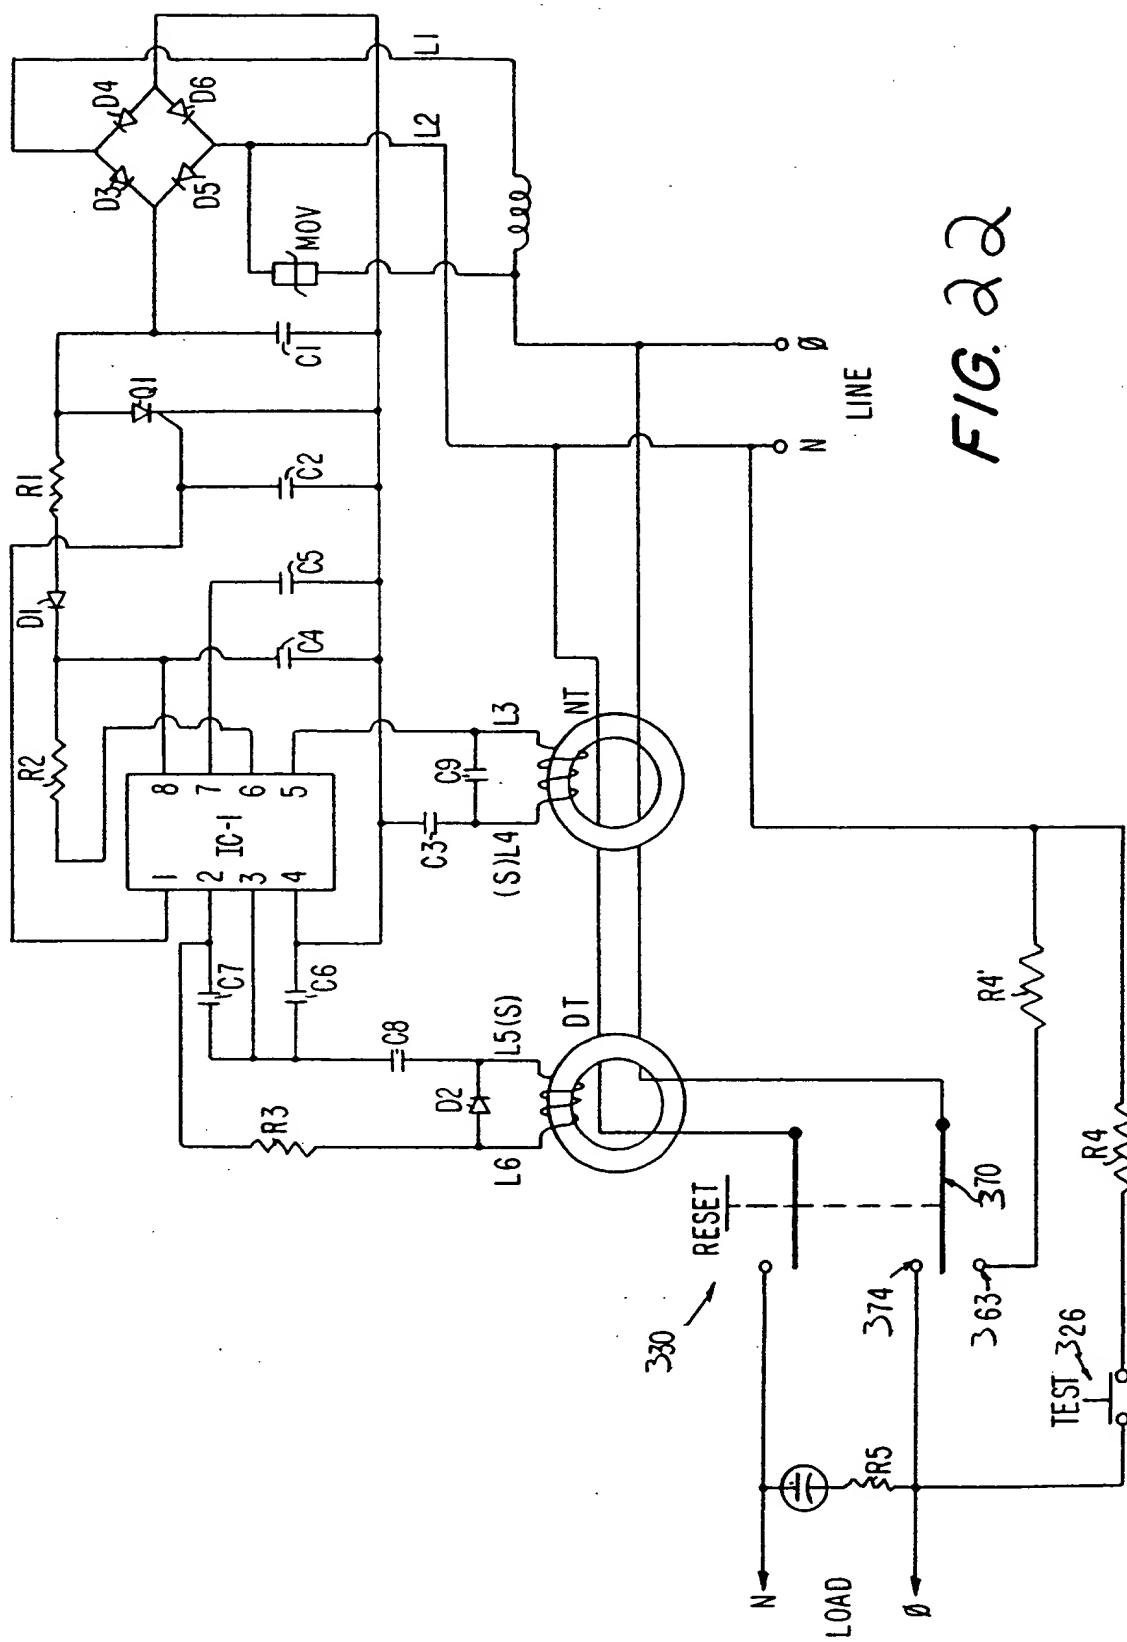 L1
L2
D4
D6
D3
D5
MOV
C1
Q1
R1
C2
D1
C5
C4
R2
8
7
6
5
IC-1
1
2
3
4
C7
C6
C9
L3
NT
C3
(S)L4
C8
D2
L5(S)
DT
R3
L6
Ø
LINE
N
FIG. 22
R4'
R4
RESET
330
370
374
363
TEST
326
R5
N
LOAD
Ø